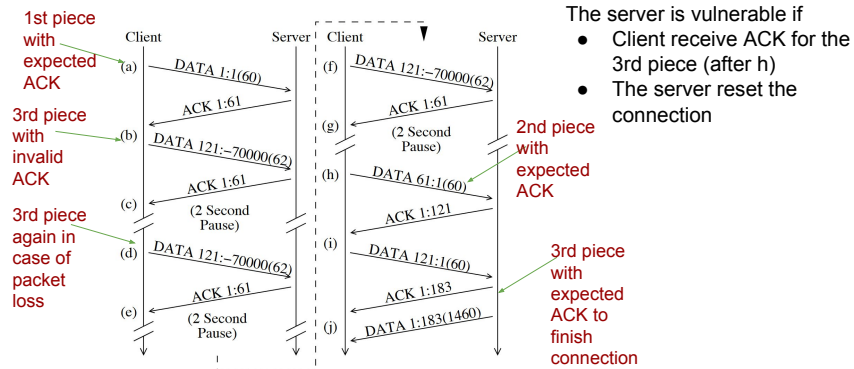 1st piece
with
expected
ACK
Client
Server
(a)
DATA 1:1(60)
ACK 1:61
3rd piece
with
invalid
ACK
(b)
DATA 121:−70000(62)
ACK 1:61
(c)
(2 Second
Pause)
3rd piece
again in
case of
packet
loss
(d)
DATA 121:−70000(62)
ACK 1:61
(e)
(2 Second
Pause)
Client
Server
(f)
DATA 121:−70000(62)
ACK 1:61
(g)
(2 Second
Pause)
2nd piece
with
expected
ACK
(h)
DATA 61:1(60)
ACK 1:121
(i)
DATA 121:1(60)
ACK 1:183
(j)
DATA 1:183(1460)
3rd piece
with
expected
ACK to
finish
connection
The server is vulnerable if
● Client receive ACK for the
3rd piece (after h)
● The server reset the
connection